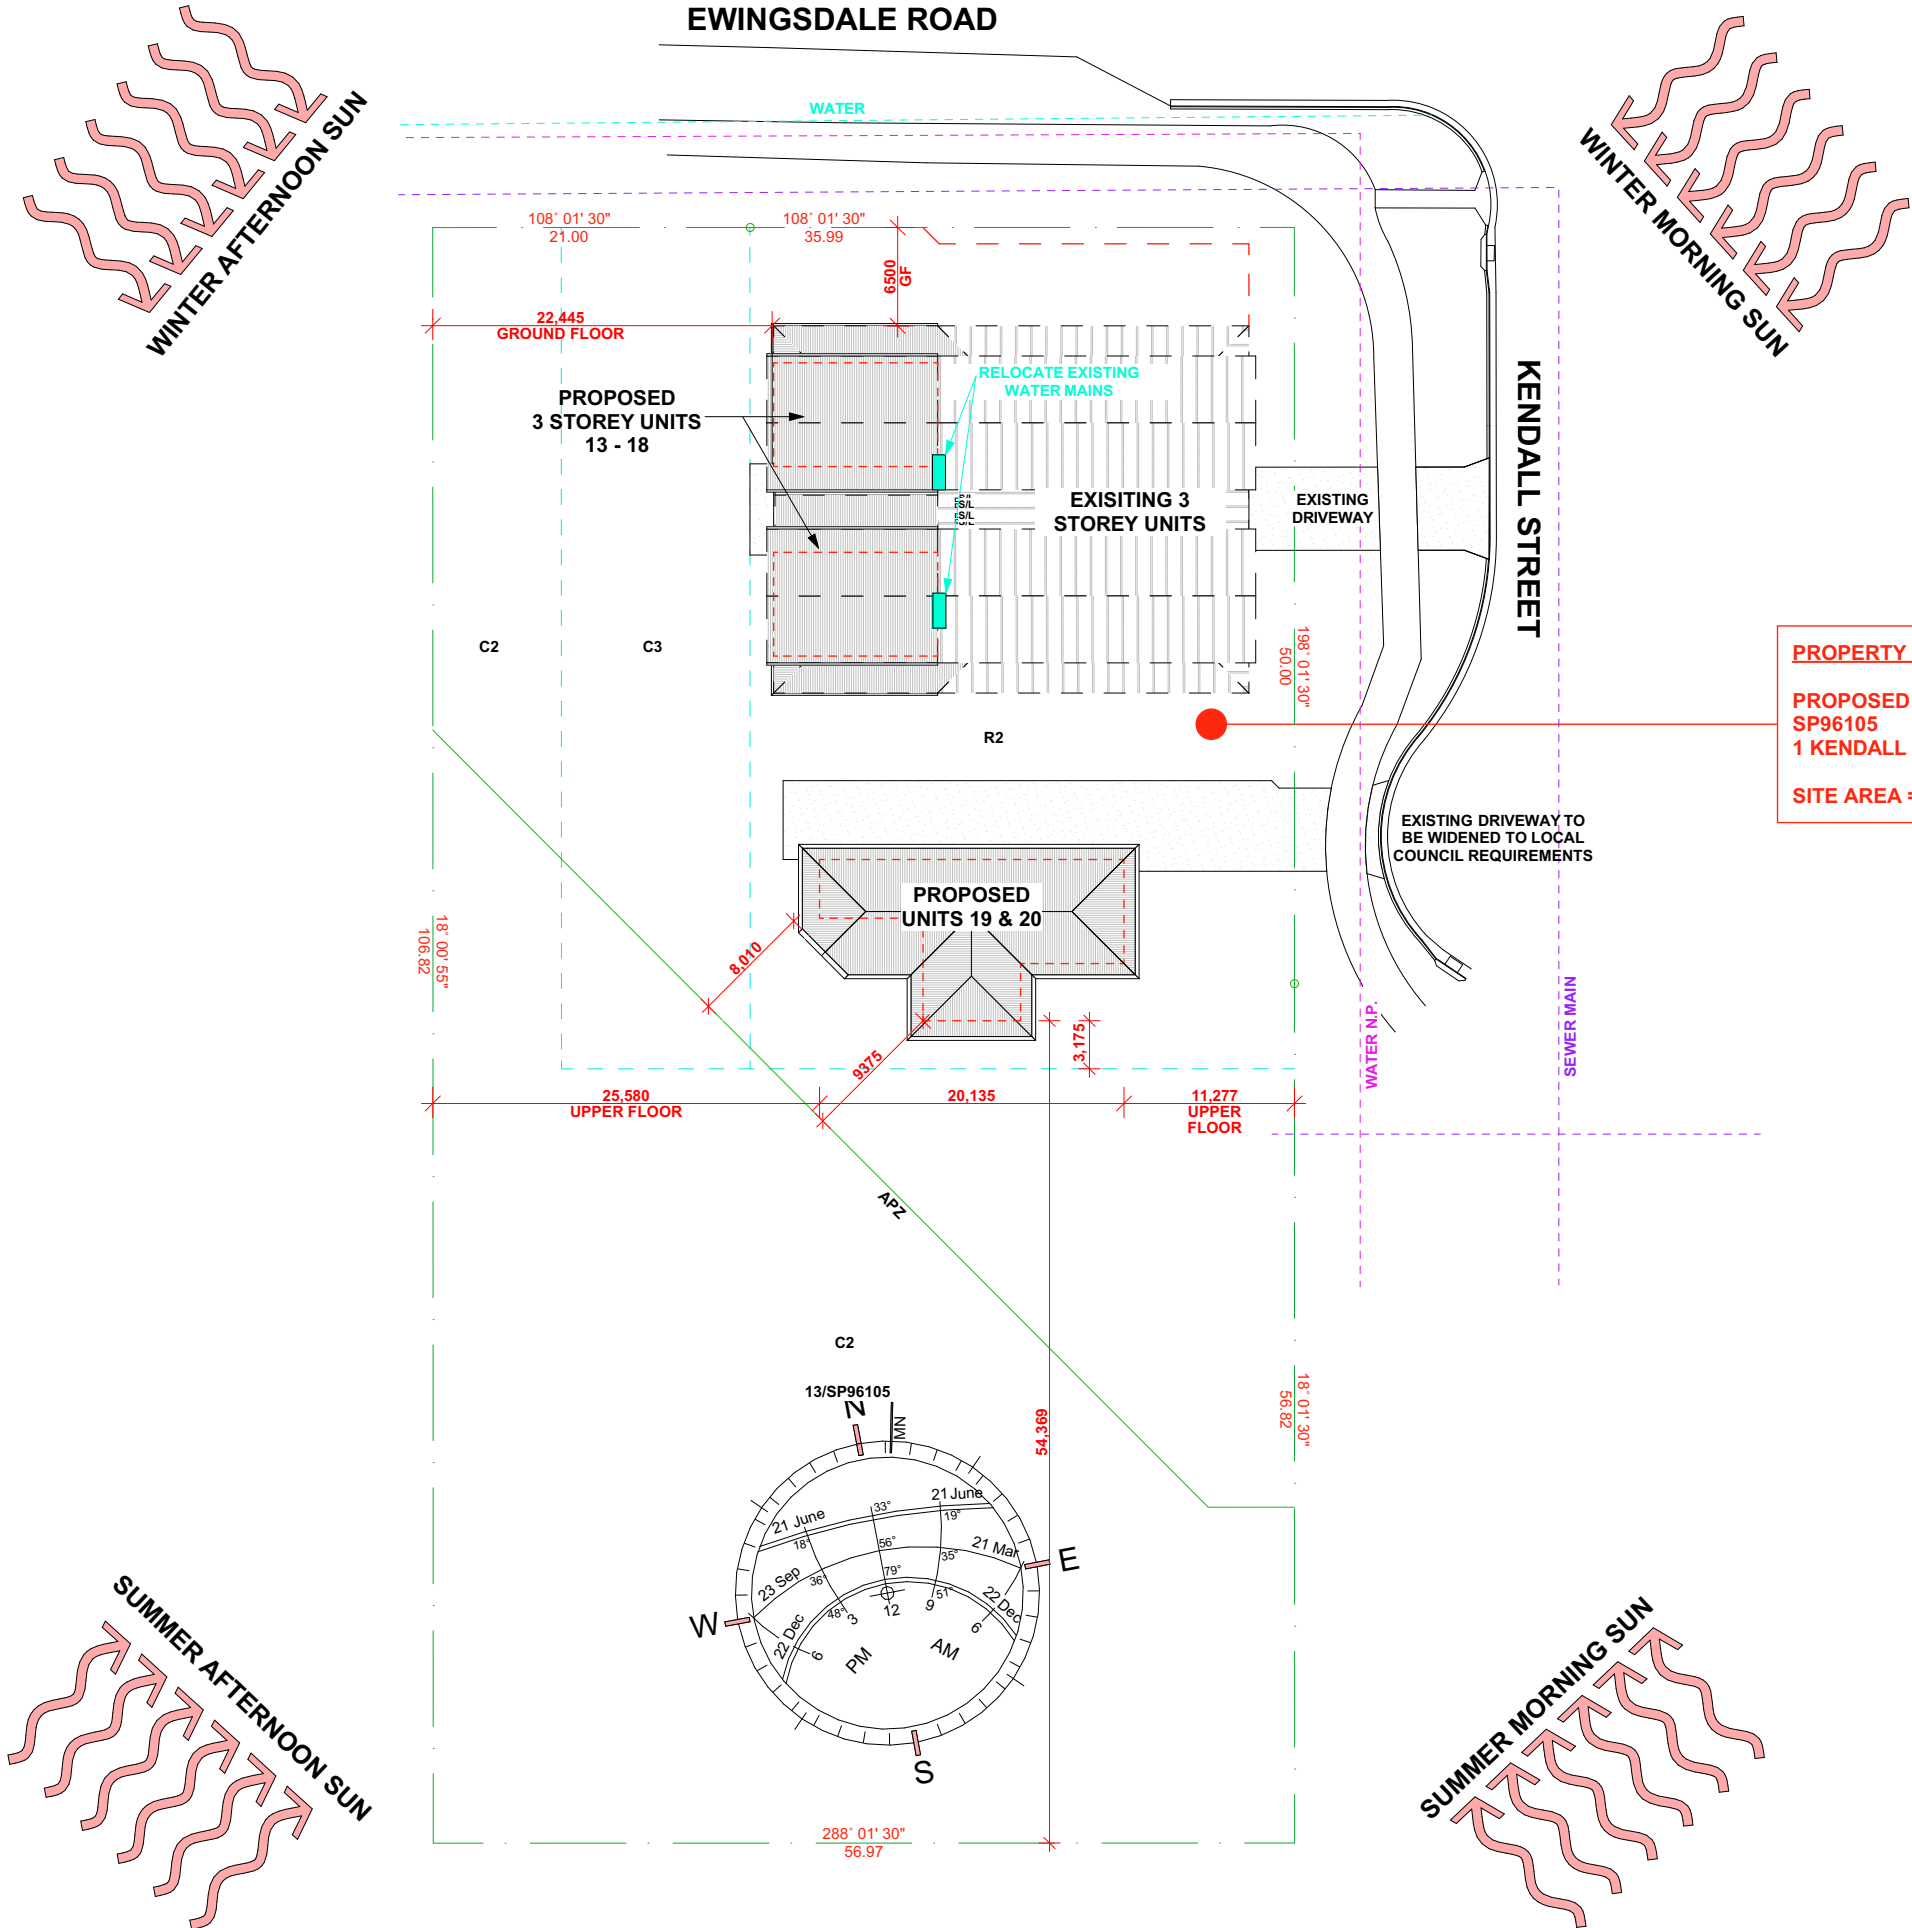 EWINGSDALE ROAD
WINTER AFTERNOON SUN
WINTER MORNING SUN
WATER
108° 01' 30"
21.00
108° 01' 30"
35.99
6500
GF
22,445
GROUND FLOOR
RELOCATE EXISTING
WATER MAINS
PROPOSED
3 STOREY UNITS
13 - 18
KENDALL STREET
EXISITING 3
STOREY UNITS
S/L
S/L
EXISTING
DRIVEWAY
C2
C3
198° 01' 30"
50.00
PROPERTY
PROPOSED
SP96105
1 KENDALL
SITE AREA =
R2
EXISTING DRIVEWAY TO
BE WIDENED TO LOCAL
COUNCIL REQUIREMENTS
PROPOSED
UNITS 19 & 20
18° 00' 55"
106.82
8,010
9375
3,175
WATER N.P.
SEWER MAIN
25,580
UPPER FLOOR
20,135
11,277
UPPER
FLOOR
APZ
C2
13/SP96105
54,369
18° 01' 30"
56.82
N
MN
21 June
33°
21 June
18°
19°
56°
21 Mar
35°
23 Sep
36°
79°
E
22 Dec
48°
3
12
9
51°
22 Dec
6
W
6
PM
AM
S
SUMMER AFTERNOON SUN
SUMMER MORNING SUN
288° 01' 30"
56.97